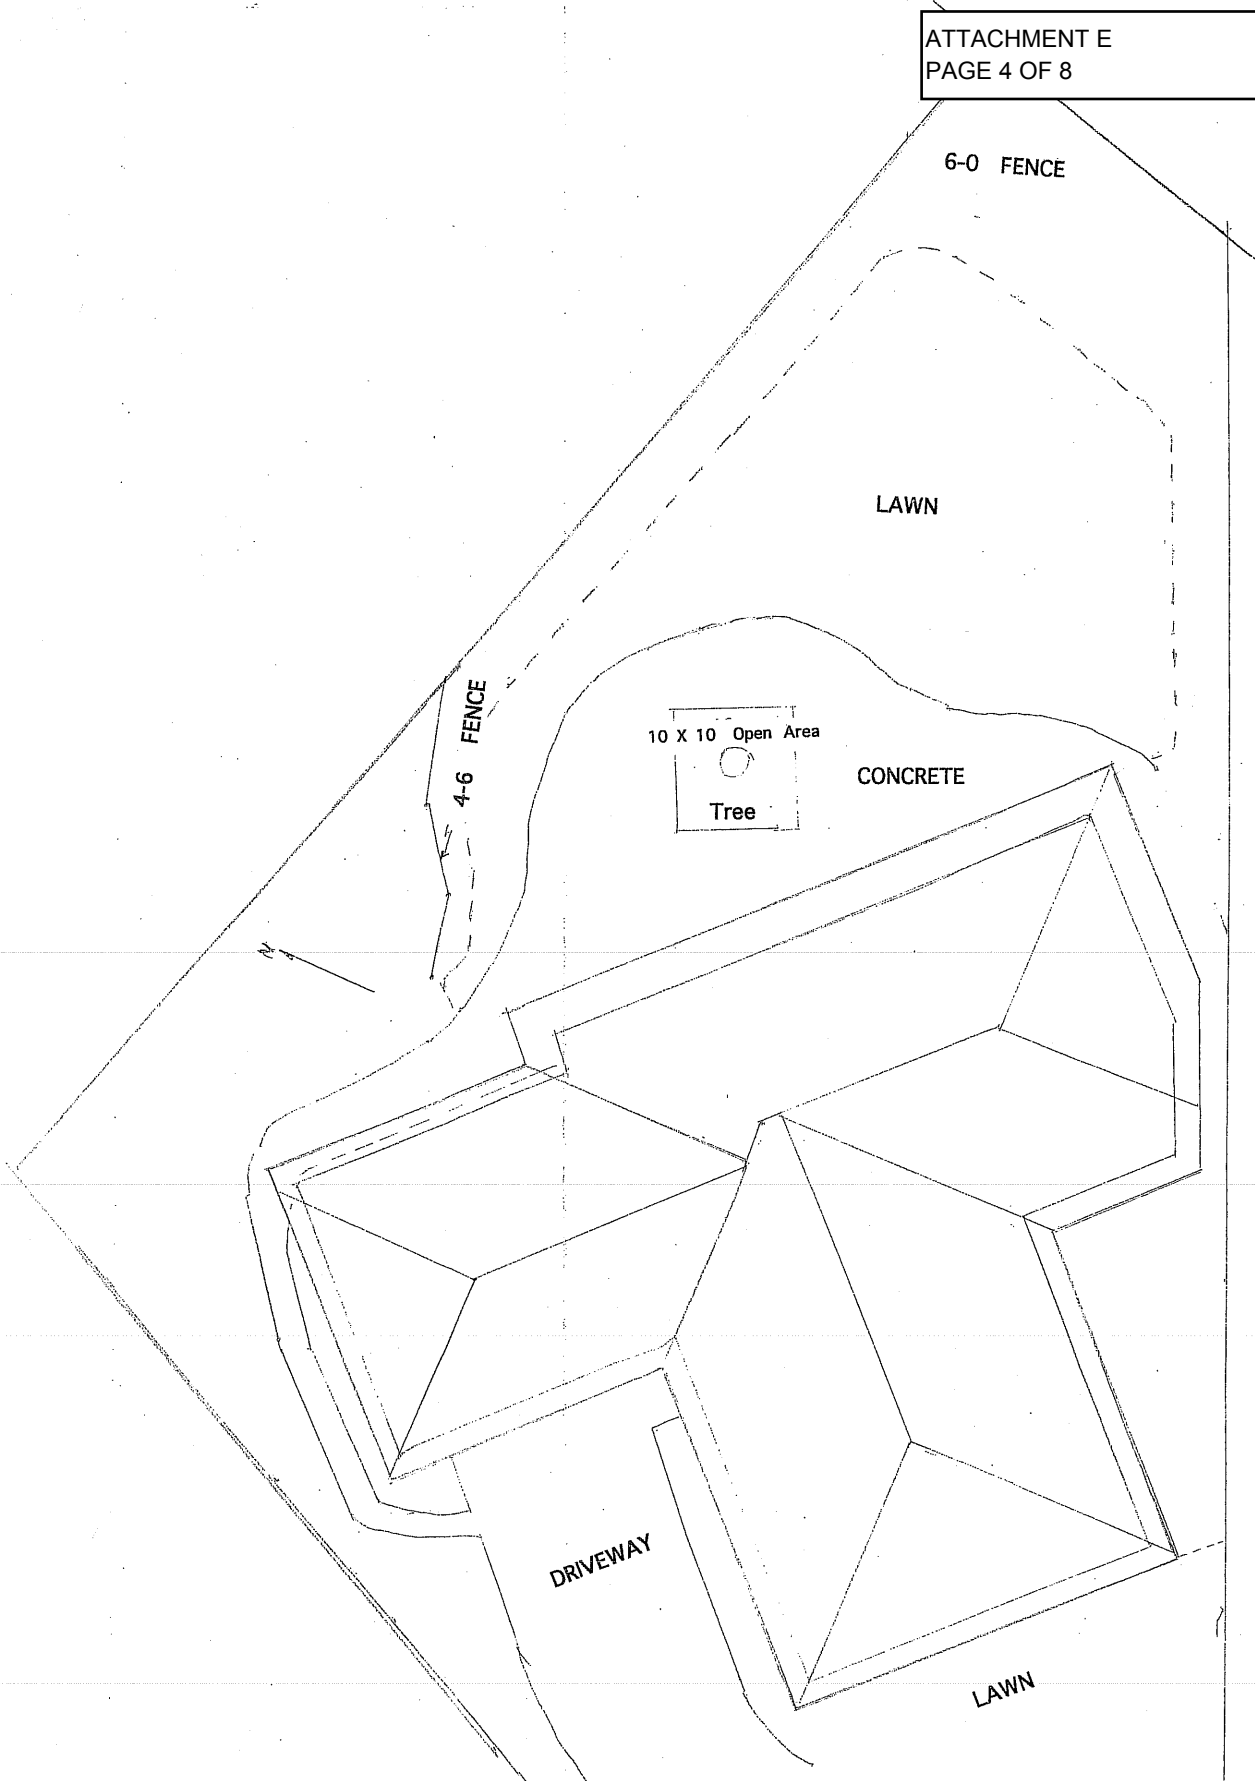 ATTACHMENT E
PAGE 4 OF 8
6-0 FENCE
LAWN
4-6 FENCE
10 X 10 Open Area
Tree
CONCRETE
N
DRIVEWAY
LAWN